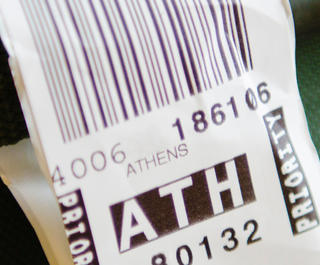 4006 ATHENS 186106
ATH
80132
PRIORITY
PRIOR